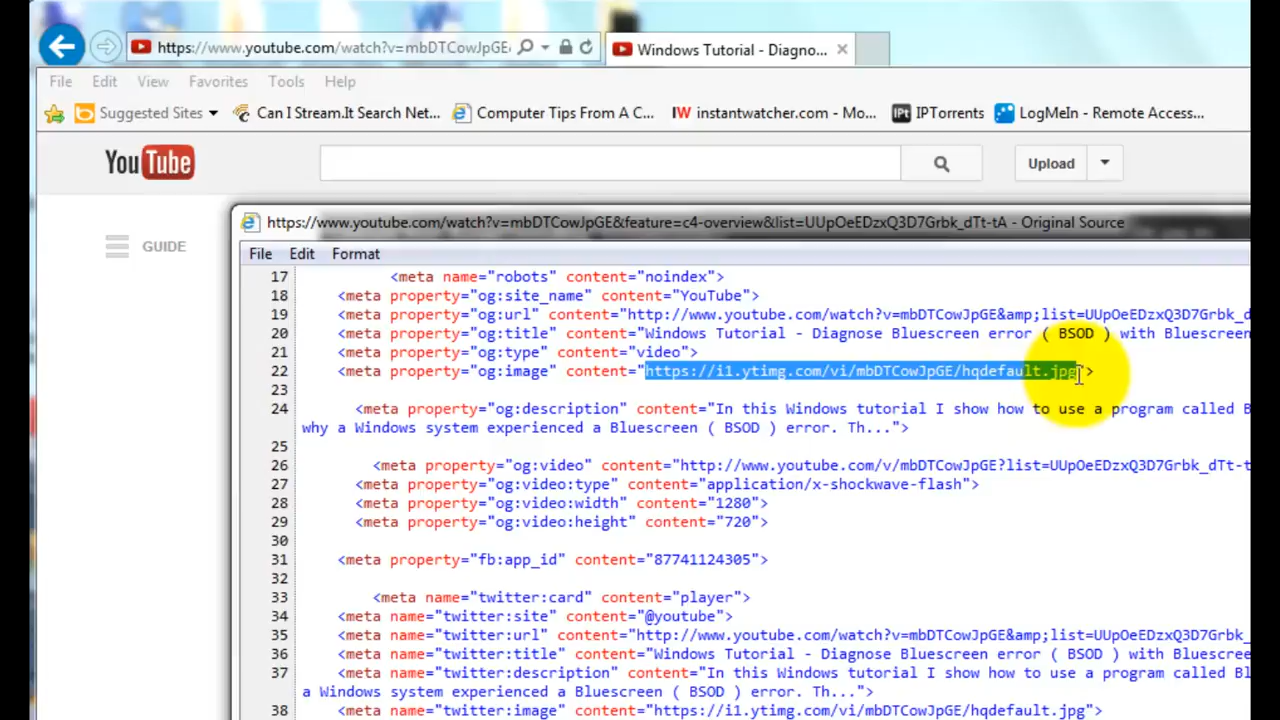 https://www.youtube.com/watch?v=mbDTCowJpGE
Windows Tutorial - Diagno...
File Edit View Favorites Tools Help
Suggested Sites Can I Stream.It Search Net... Computer Tips From A C... IW instantwatcher.com - Mo... IPT IPTorrents LogMeIn - Remote Access...
YouTube Upload
https://www.youtube.com/watch?v=mbDTCowJpGE&feature=c4-overview&list=UUpOeEDzxQ3D7Grbk_dTt-tA - Original Source
GUIDE
File Edit Format
17 <meta name="robots" content="noindex">
18 <meta property="og:site_name" content="YouTube">
19 <meta property="og:url" content="http://www.youtube.com/watch?v=mbDTCowJpGE&amp;list=UUpOeEDzxQ3D7Grbk_d
20 <meta property="og:title" content="Windows Tutorial - Diagnose Bluescreen error ( BSOD ) with Bluescreen
21 <meta property="og:type" content="video">
22 <meta property="og:image" content="https://i1.ytimg.com/vi/mbDTCowJpGE/hqdefault.jpg">
23
24 <meta property="og:description" content="In this Windows tutorial I show how to use a program called B
why a Windows system experienced a Bluescreen ( BSOD ) error. Th...">
25
26 <meta property="og:video" content="http://www.youtube.com/v/mbDTCowJpGE?list=UUpOeEDzxQ3D7Grbk_dTt-t
27 <meta property="og:video:type" content="application/x-shockwave-flash">
28 <meta property="og:video:width" content="1280">
29 <meta property="og:video:height" content="720">
30
31 <meta property="fb:app_id" content="87741124305">
32
33 <meta name="twitter:card" content="player">
34 <meta name="twitter:site" content="@youtube">
35 <meta name="twitter:url" content="http://www.youtube.com/watch?v=mbDTCowJpGE&amp;list=UUpOeEDzxQ3D7Grbk_
36 <meta name="twitter:title" content="Windows Tutorial - Diagnose Bluescreen error ( BSOD ) with Bluescree
37 <meta name="twitter:description" content="In this Windows tutorial I show how to use a program called
a Windows system experienced a Bluescreen ( BSOD ) error. Th...">
38 <meta name="twitter:image" content="https://i1.ytimg.com/vi/mbDTCowJpGE/hqdefault.jpg">